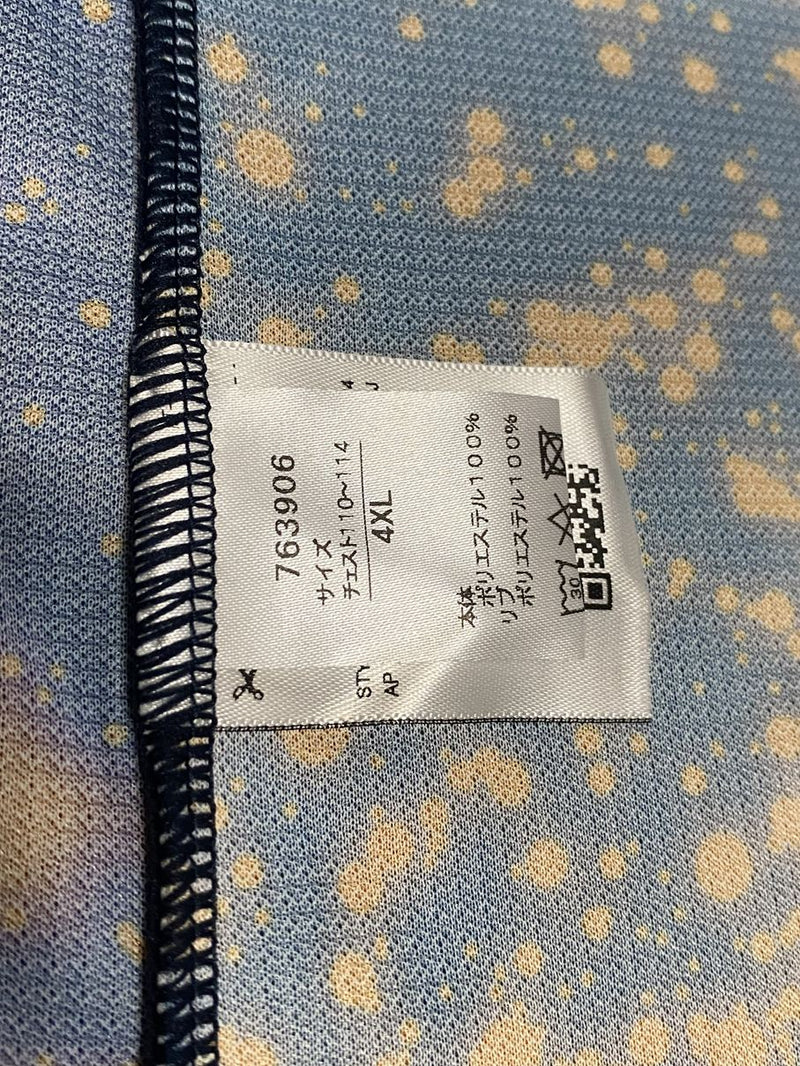 763906
サイズ
チェスト110~114
4XL
本体
ポリエステル100%
リブ
ポリエステル100%
30
STY
AP